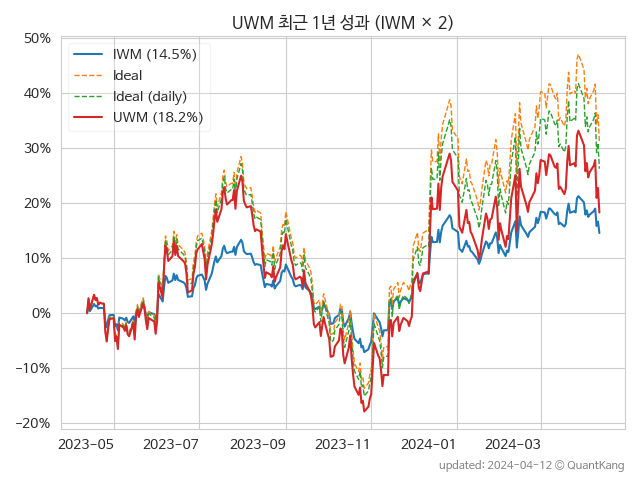 UWM 최근 1년 성과 (IWM × 2)
50%
40%
30%
20%
10%
0%
−10%
−20%
IWM (14.5%)
Ideal
Ideal (daily)
UWM (18.2%)
2023-05
2023-07
2023-09
2023-11
2024-01
2024-03
updated: 2024-04-12 © QuantKang